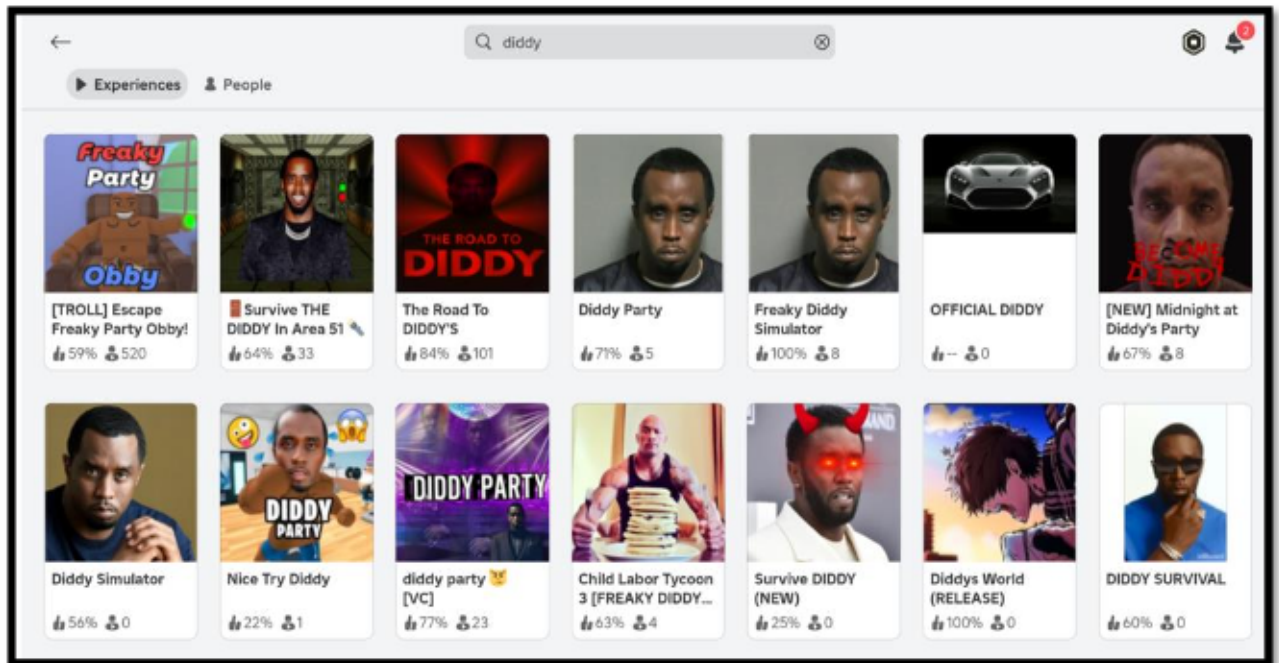 diddy
2
Experiences
People
Freaky
Party
Obby
[TROLL] Escape
Freaky Party Obby!
59% 520
Survive THE
DIDDY In Area 51
64% 33
THE ROAD TO
DIDDY
The Road To
DIDDY'S
84% 101
Diddy Party
71% 5
Freaky Diddy
Simulator
100% 8
OFFICIAL DIDDY
-- 0
BECOME
DIDDY
[NEW] Midnight at
Diddy's Party
67% 8
Diddy Simulator
56% 0
DIDDY
PARTY
Nice Try Diddy
22% 1
DIDDY PARTY
diddy party
[VC]
77% 23
Child Labor Tycoon
3 [FREAKY DIDDY...
63% 4
AND
Survive DIDDY
(NEW)
25% 0
Diddys World
(RELEASE)
100% 0
DIDDY SURVIVAL
60% 0